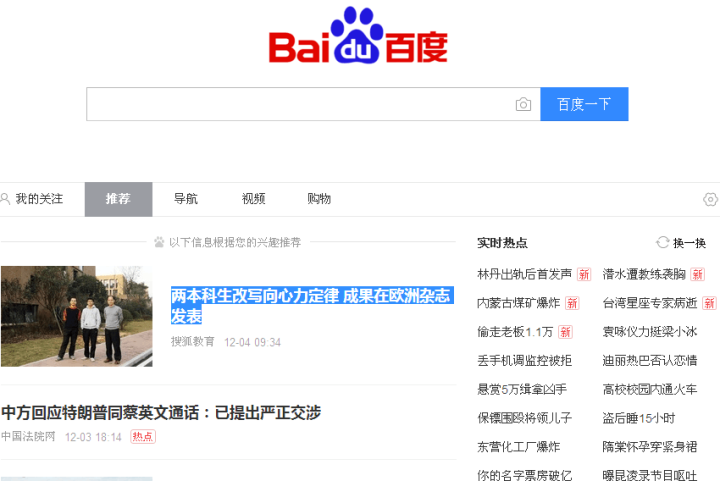 Baidu百度
百度一下
我的关注 推荐 导航 视频 购物
以下信息根据您的兴趣推荐
两本科生改写向心力定律 成果在欧洲杂志
发表
搜狐教育 12-04 09:34
中方回应特朗普同蔡英文通话：已提出严正交涉
中国法院网 12-03 18:14 热点
实时热点 换一换
林丹出轨后首发声 新 潜水遭教练袭胸 新
内蒙古煤矿爆炸 新 台湾星座专家病逝 新
偷走老板1.1万 新 袁咏仪力挺梁小冰
丢手机调监控被拒 迪丽热巴否认恋情
悬赏5万缉拿凶手 高校校园内通火车
保镖围殴将领儿子 盗后睡15小时
东营化工厂爆炸 隋棠怀孕穿紧身裙
你的名字票房破亿 曝昆凌录节目呕吐